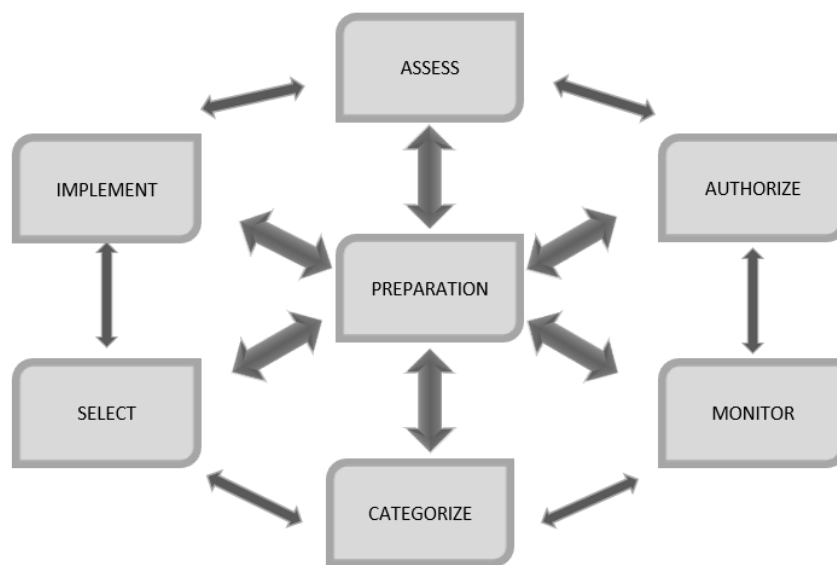 ASSESS
IMPLEMENT
AUTHORIZE
PREPARATION
SELECT
MONITOR
CATEGORIZE